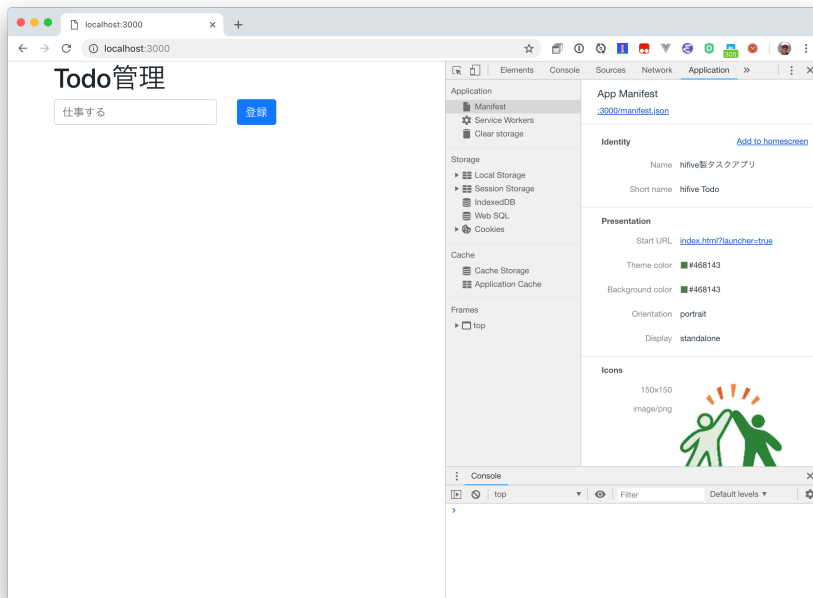 localhost:3000
localhost:3000
305
Todo管理
仕事する
登録
Elements Console Sources Network Application
Application
Manifest
Service Workers
Clear storage
Storage
Local Storage
Session Storage
IndexedDB
Web SQL
Cookies
Cache
Cache Storage
Application Cache
Frames
top
App Manifest
:3000/manifest.json
Identity Add to homescreen
Name hifive製タスクアプリ
Short name hifive Todo
Presentation
Start URL index.html?launcher=true
Theme color #468143
Background color #468143
Orientation portrait
Display standalone
Icons
150x150
image/png
Console
top Filter Default levels